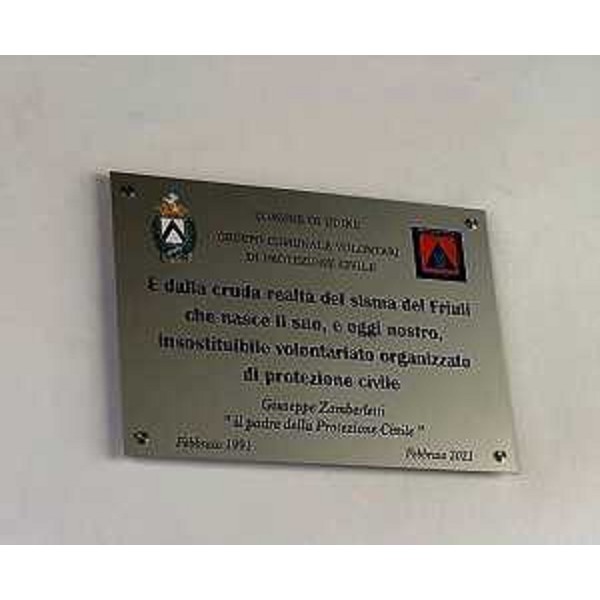 COMUNE DI UDINE
GRUPPO COMUNALE VOLONTARI
DI PROTEZIONE CIVILE
È dalla cruda realtà del sisma del Friuli
che nasce il suo, e oggi nostro,
insostituibile volontariato organizzato
di protezione civile
Giuseppe Zamberletti
" il padre della Protezione Civile "
Febbraio 1991
Febbraio 2021